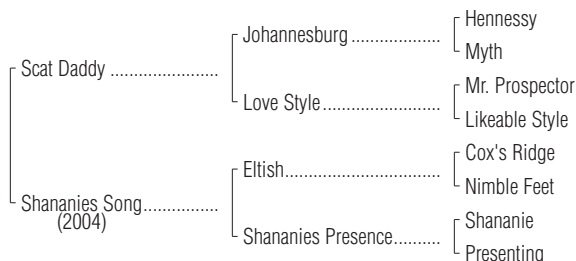 Hennessy
Johannesburg ....................
Myth
Scat Daddy ........................
Mr. Prospector
Love Style..........................
Likeable Style
Cox's Ridge
Eltish..................................
Nimble Feet
Shananies Song.................
(2004)
Shananie
Shananies Presence..........
Presenting